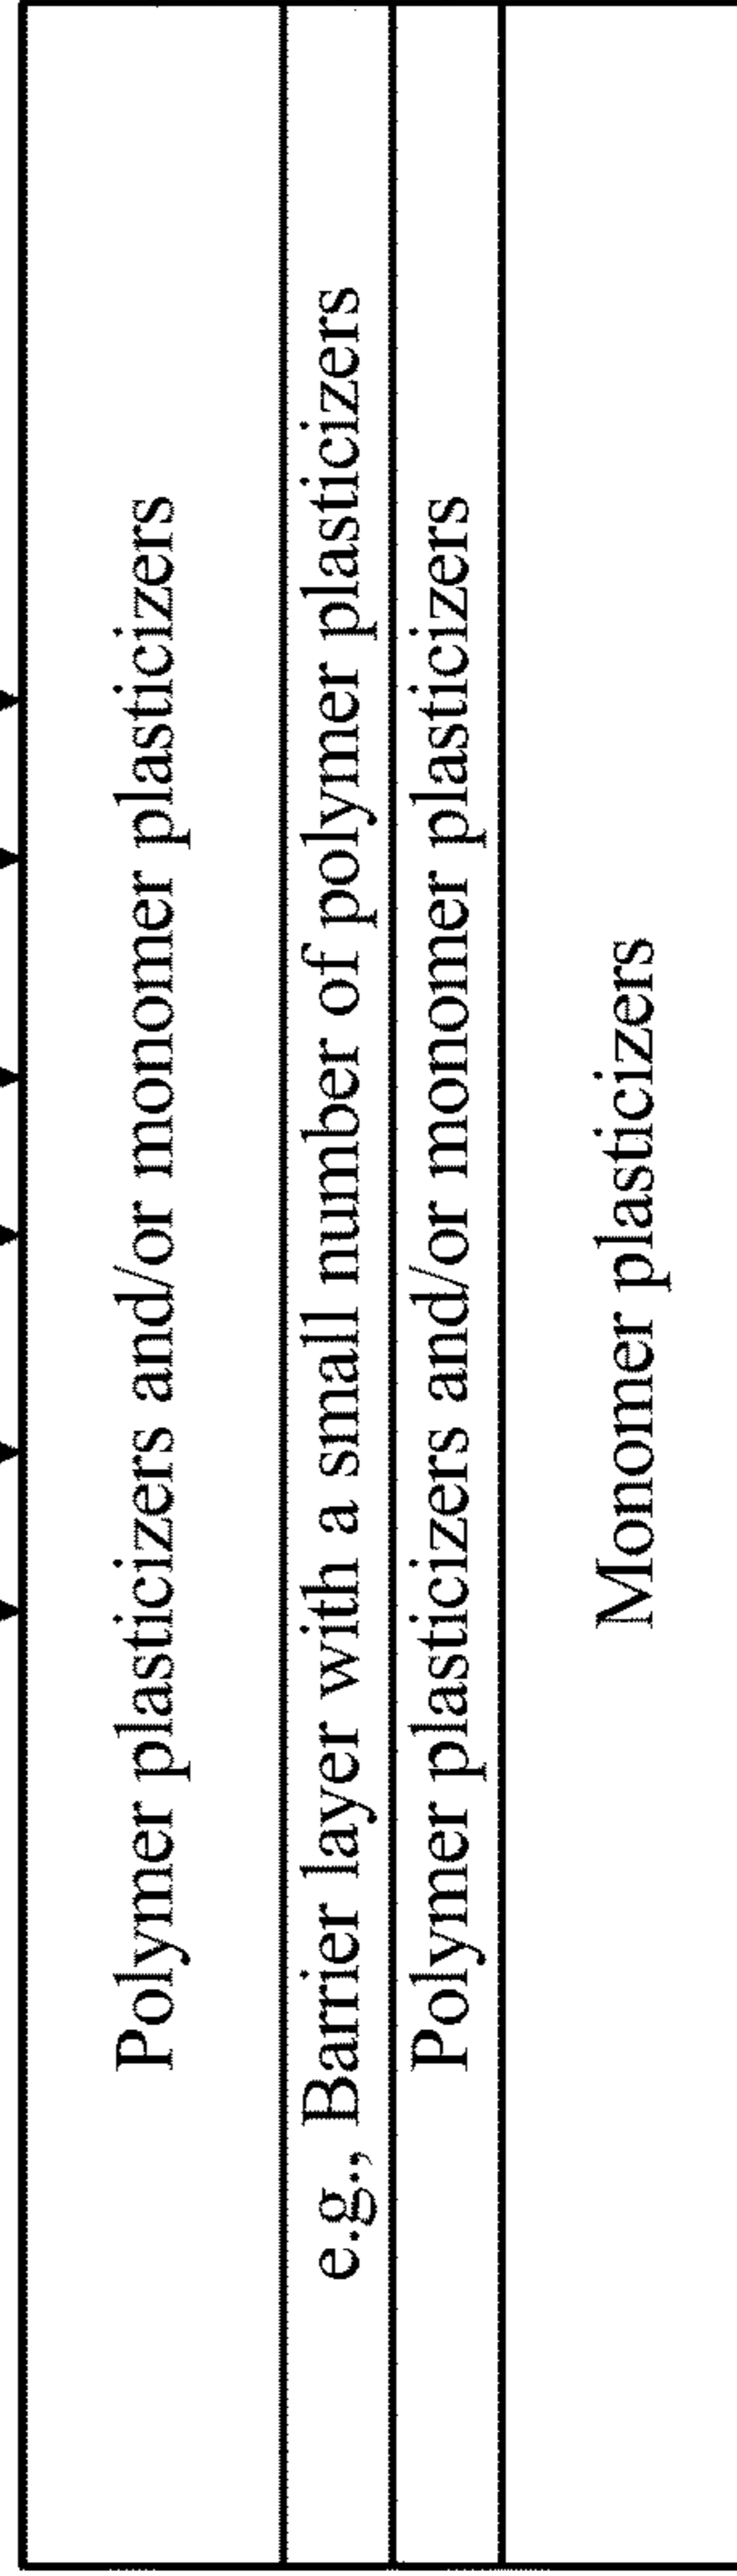 Polymer plasticizers and/or monomer plasticizers
e.g., Barrier layer with a small number of polymer plasticizers
Polymer plasticizers and/or monomer plasticizers
Monomer plasticizers